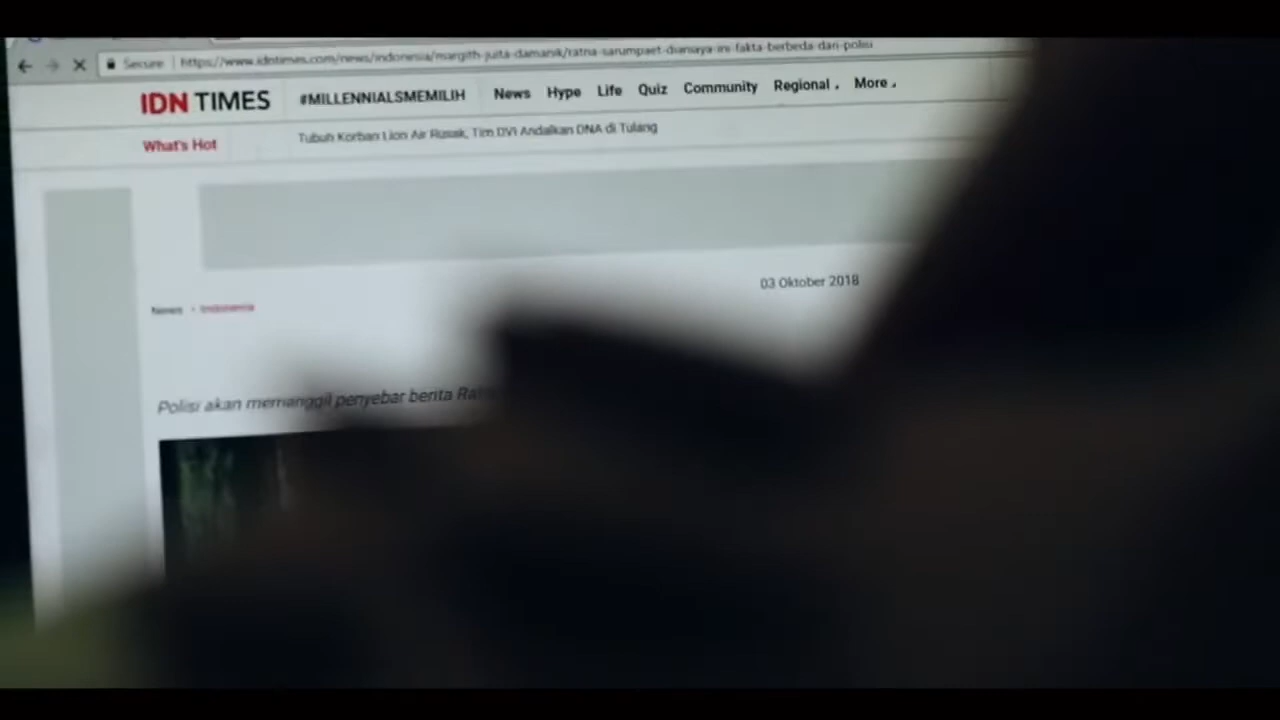 Secure https://www.idntimes.com/news/indonesia/margith-juita-damanik/ratna-sarumpaet-dianiaya-ini-fakta-berbeda-dari-polisi
IDN TIMES #MILLENNIALSMEMILIH News Hype Life Quiz Community Regional More
What's Hot Tubuh Korban Lion Air Rusak, Tim DVI Andalkan DNA di Tulang
03 Oktober 2018
News Indonesia
Polisi akan memanggil penyebar berita